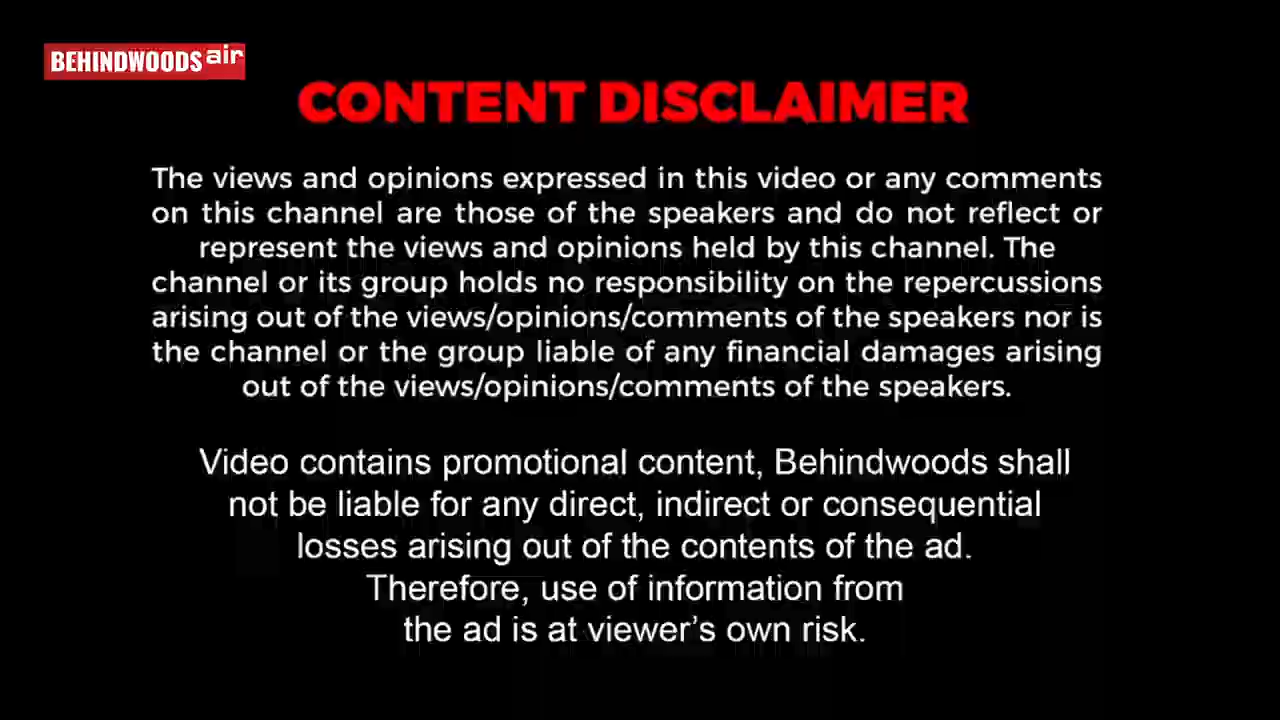 BEHINDWOODS air
CONTENT DISCLAIMER
The views and opinions expressed in this video or any comments
on this channel are those of the speakers and do not reflect or
represent the views and opinions held by this channel. The
channel or its group holds no responsibility on the repercussions
arising out of the views/opinions/comments of the speakers nor is
the channel or the group liable of any financial damages arising
out of the views/opinions/comments of the speakers.
Video contains promotional content, Behindwoods shall
not be liable for any direct, indirect or consequential
losses arising out of the contents of the ad.
Therefore, use of information from
the ad is at viewer’s own risk.